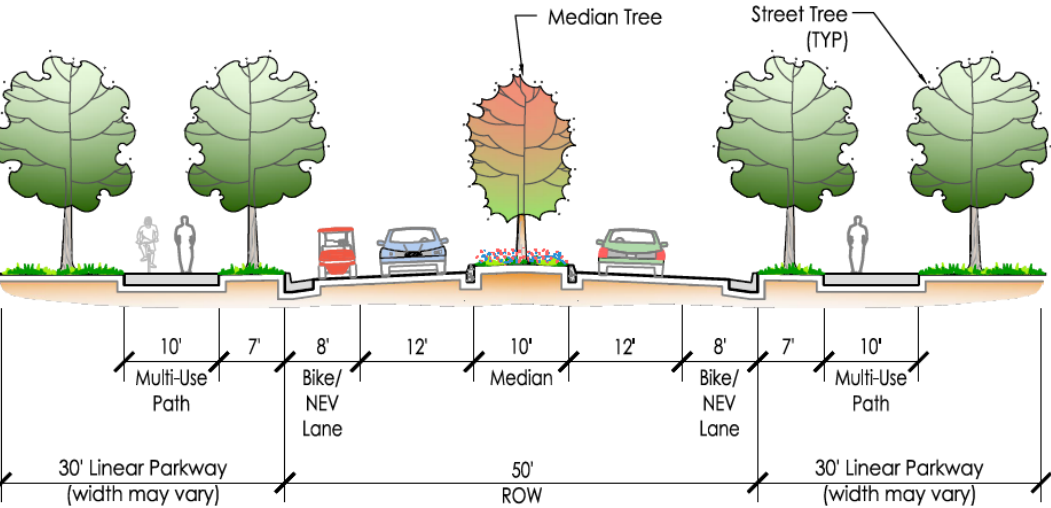 Median Tree
Street Tree
(TYP)
10' 7' 8' 12' 10" 12' 8' 7' 10"
Multi-Use
Path
Bike/
NEV
Lane
Median
Bike/
NEV
Lane
Multi-Use
Path
30' Linear Parkway
(width may vary)
50'
ROW
30' Linear Parkway
(width may vary)